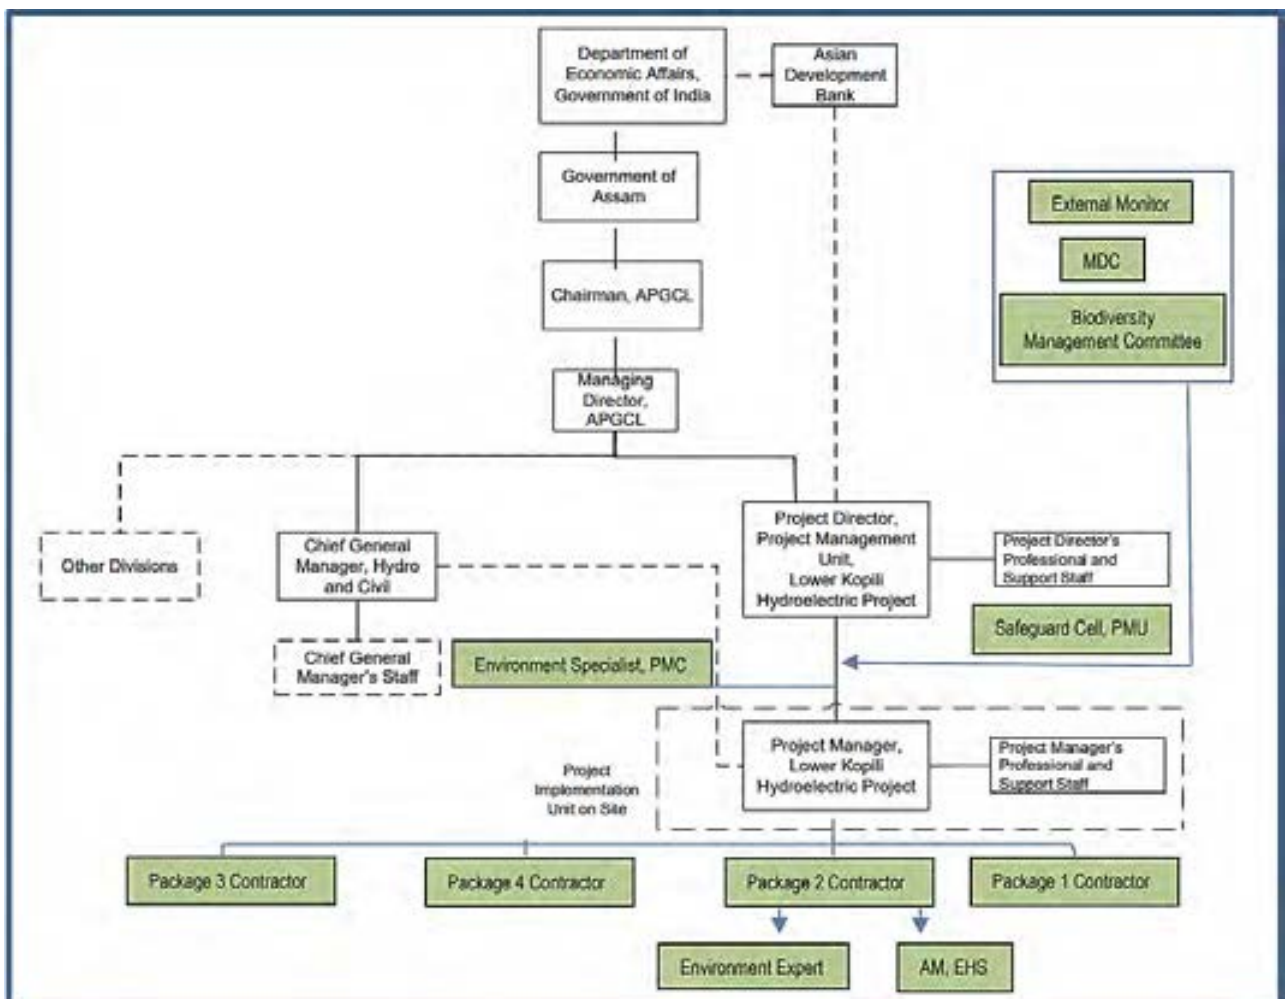 Department of
Economic Affairs,
Government of India
Asian
Development
Bank
Government of
Assam
External Monitor
MDC
Biodiversity
Management Committee
Chairman, APGCL
Managing
Director,
APGCL
Other Divisions
Chief General
Manager, Hydro
and Civil
Project Director,
Project Management
Unit,
Lower Kopili
Hydroelectric Project
Project Director's
Professional and
Support Staff
Safeguard Cell, PMU
Chief General
Manager's Staff
Environment Specialist, PMC
Project
Implementation
Unit on Site
Project Manager,
Lower Kopili
Hydroelectric Project
Project Manager's
Professional and
Support Staff
Package 3 Contractor
Package 4 Contractor
Package 2 Contractor
Package 1 Contractor
Environment Expert
AM, EHS